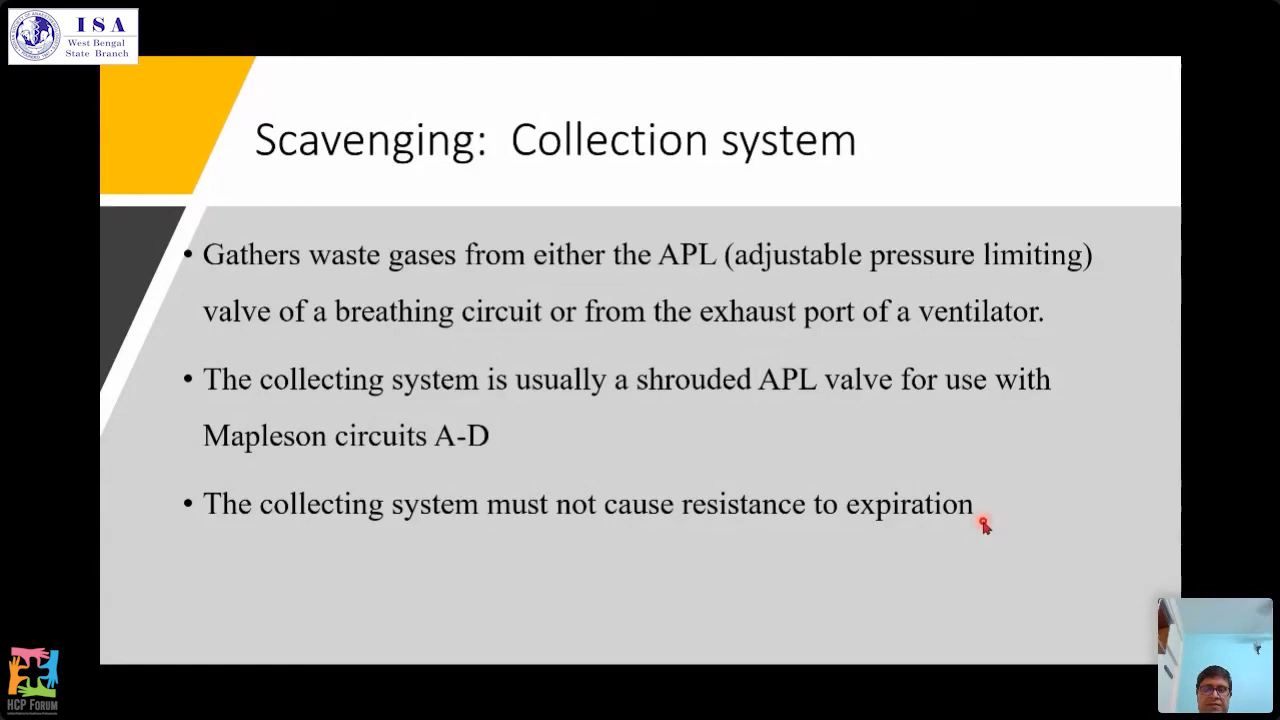 I S A
West Bengal
State Branch
Scavenging: Collection system
• Gathers waste gases from either the APL (adjustable pressure limiting)
valve of a breathing circuit or from the exhaust port of a ventilator.
• The collecting system is usually a shrouded APL valve for use with
Mapleson circuits A-D
• The collecting system must not cause resistance to expiration
HCP FORUM